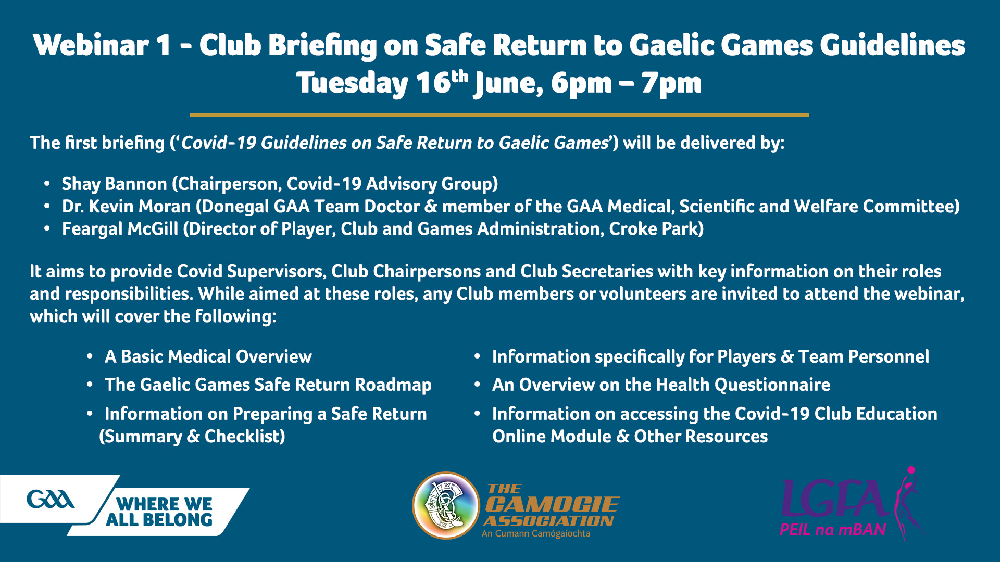 Webinar 1 - Club Briefing on Safe Return to Gaelic Games Guidelines
Tuesday 16th June, 6pm – 7pm
The first briefing (‘Covid-19 Guidelines on Safe Return to Gaelic Games’) will be delivered by:
• Shay Bannon (Chairperson, Covid-19 Advisory Group)
• Dr. Kevin Moran (Donegal GAA Team Doctor & member of the GAA Medical, Scientific and Welfare Committee)
• Feargal McGill (Director of Player, Club and Games Administration, Croke Park)
It aims to provide Covid Supervisors, Club Chairpersons and Club Secretaries with key information on their roles
and responsibilities. While aimed at these roles, any Club members or volunteers are invited to attend the webinar,
which will cover the following:
• A Basic Medical Overview
• The Gaelic Games Safe Return Roadmap
• Information on Preparing a Safe Return
(Summary & Checklist)
• Information specifically for Players & Team Personnel
• An Overview on the Health Questionnaire
• Information on accessing the Covid-19 Club Education
Online Module & Other Resources
GAA
WHERE WE
ALL BELONG
THE
CAMOGIE
ASSOCIATION
An Cumann Camógaíochta
LGFA
PEIL na mBAN